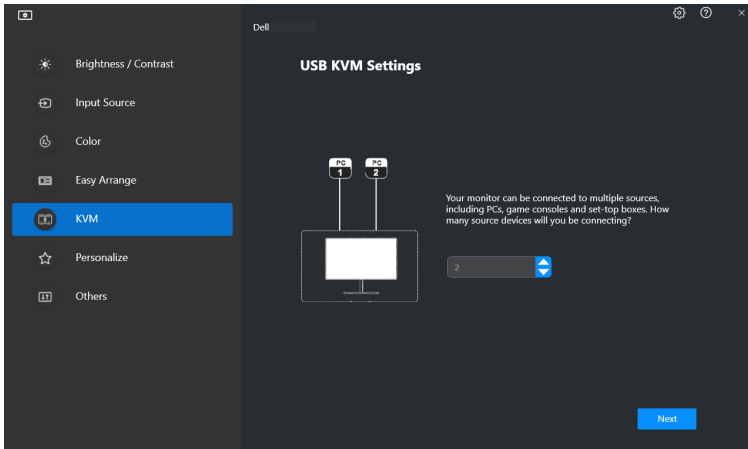 Dell
USB KVM Settings
Brightness / Contrast
Input Source
Color
Easy Arrange
KVM
Personalize
Others
PC
1
PC
2
Your monitor can be connected to multiple sources,
including PCs, game consoles and set-top boxes. How
many source devices will you be connecting?
2
Next